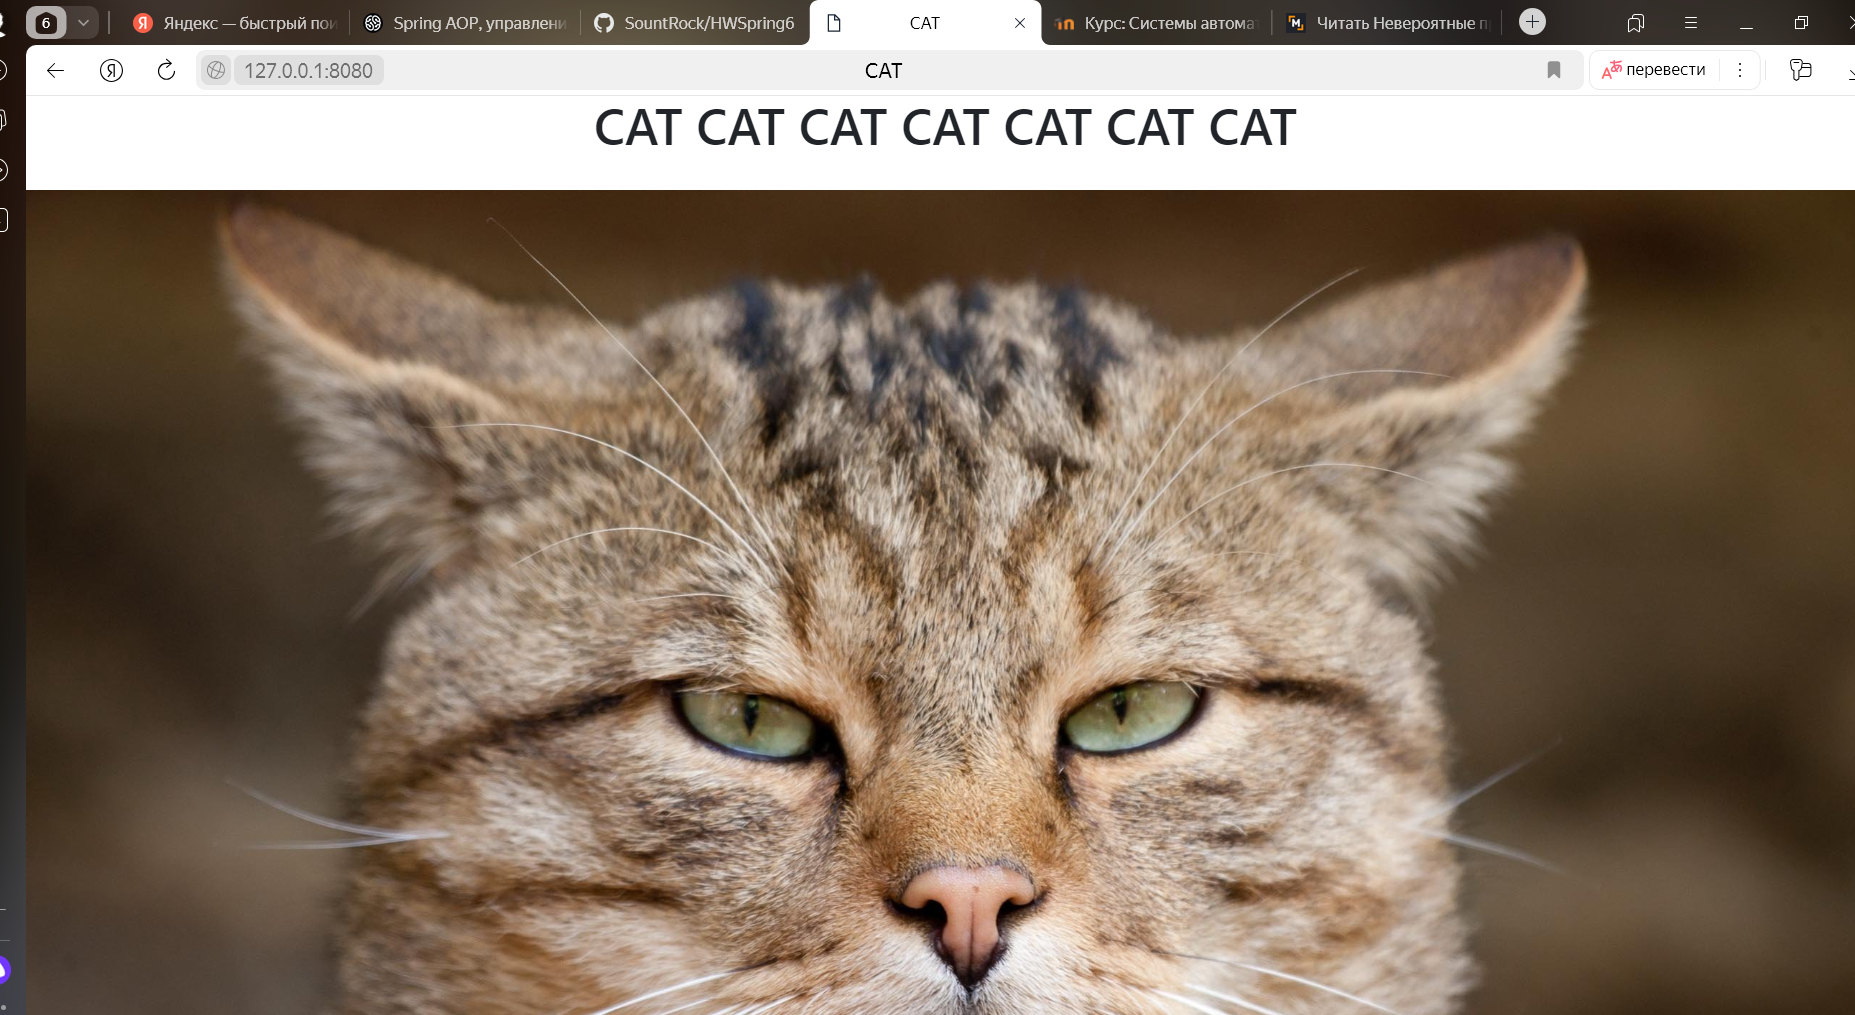 6
Яндекс — быстрый пои
Spring AOP, управлени
SountRock/HWSpring6
CAT
Курс: Системы автома
Читать Невероятные п
127.0.0.1:8080
CAT
перевести
CAT CAT CAT CAT CAT CAT CAT